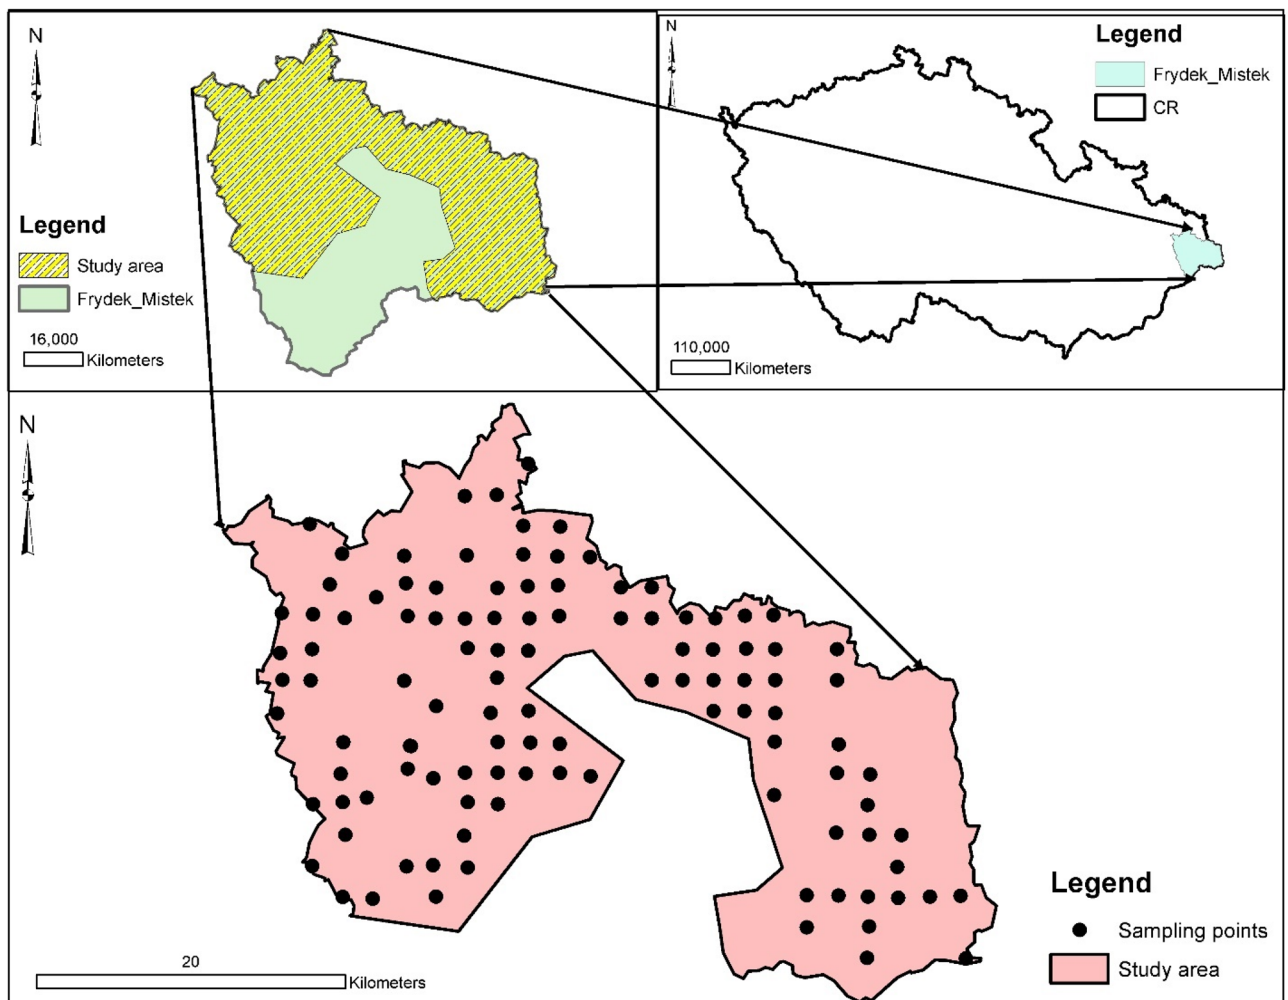 N
Legend
Study area
Frydek_Mistek
16,000
Kilometers
N
Legend
Frydek_Mistek
CR
110,000
Kilometers
N
20
Kilometers
Legend
Sampling points
Study area